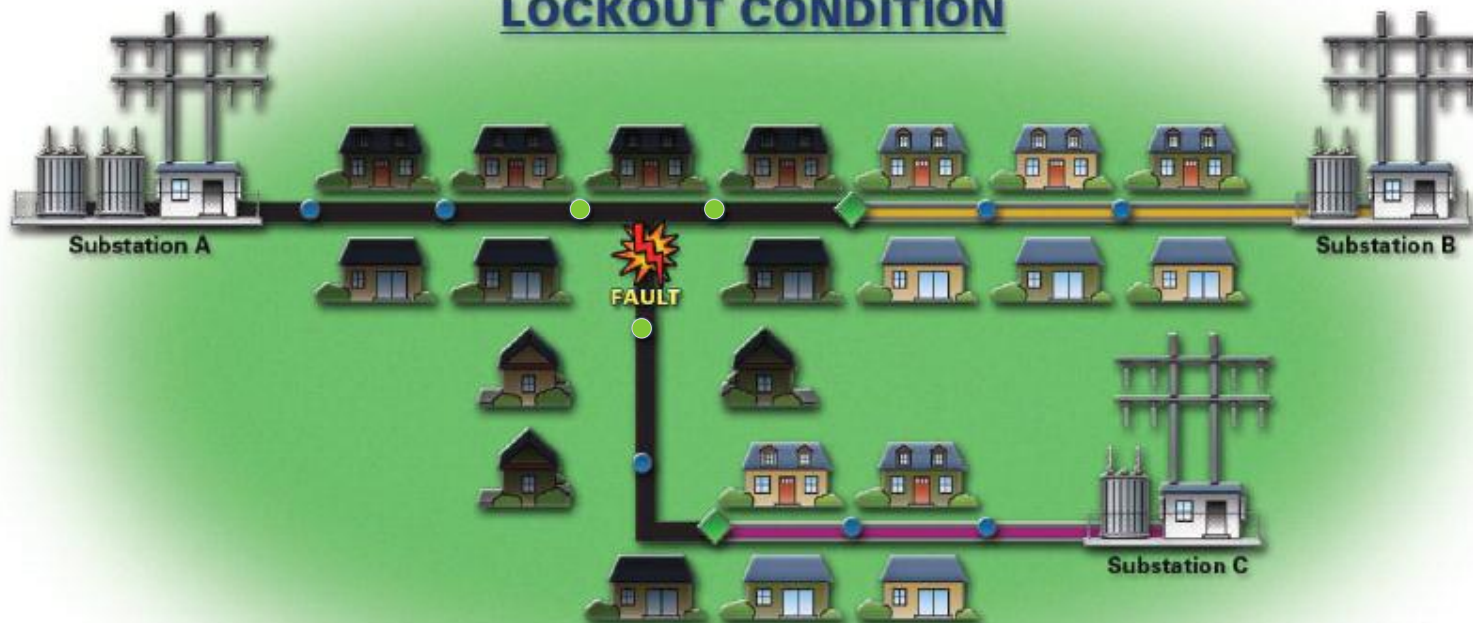 LOCKOUT CONDITION
Substation A
Substation B
FAULT
Substation C